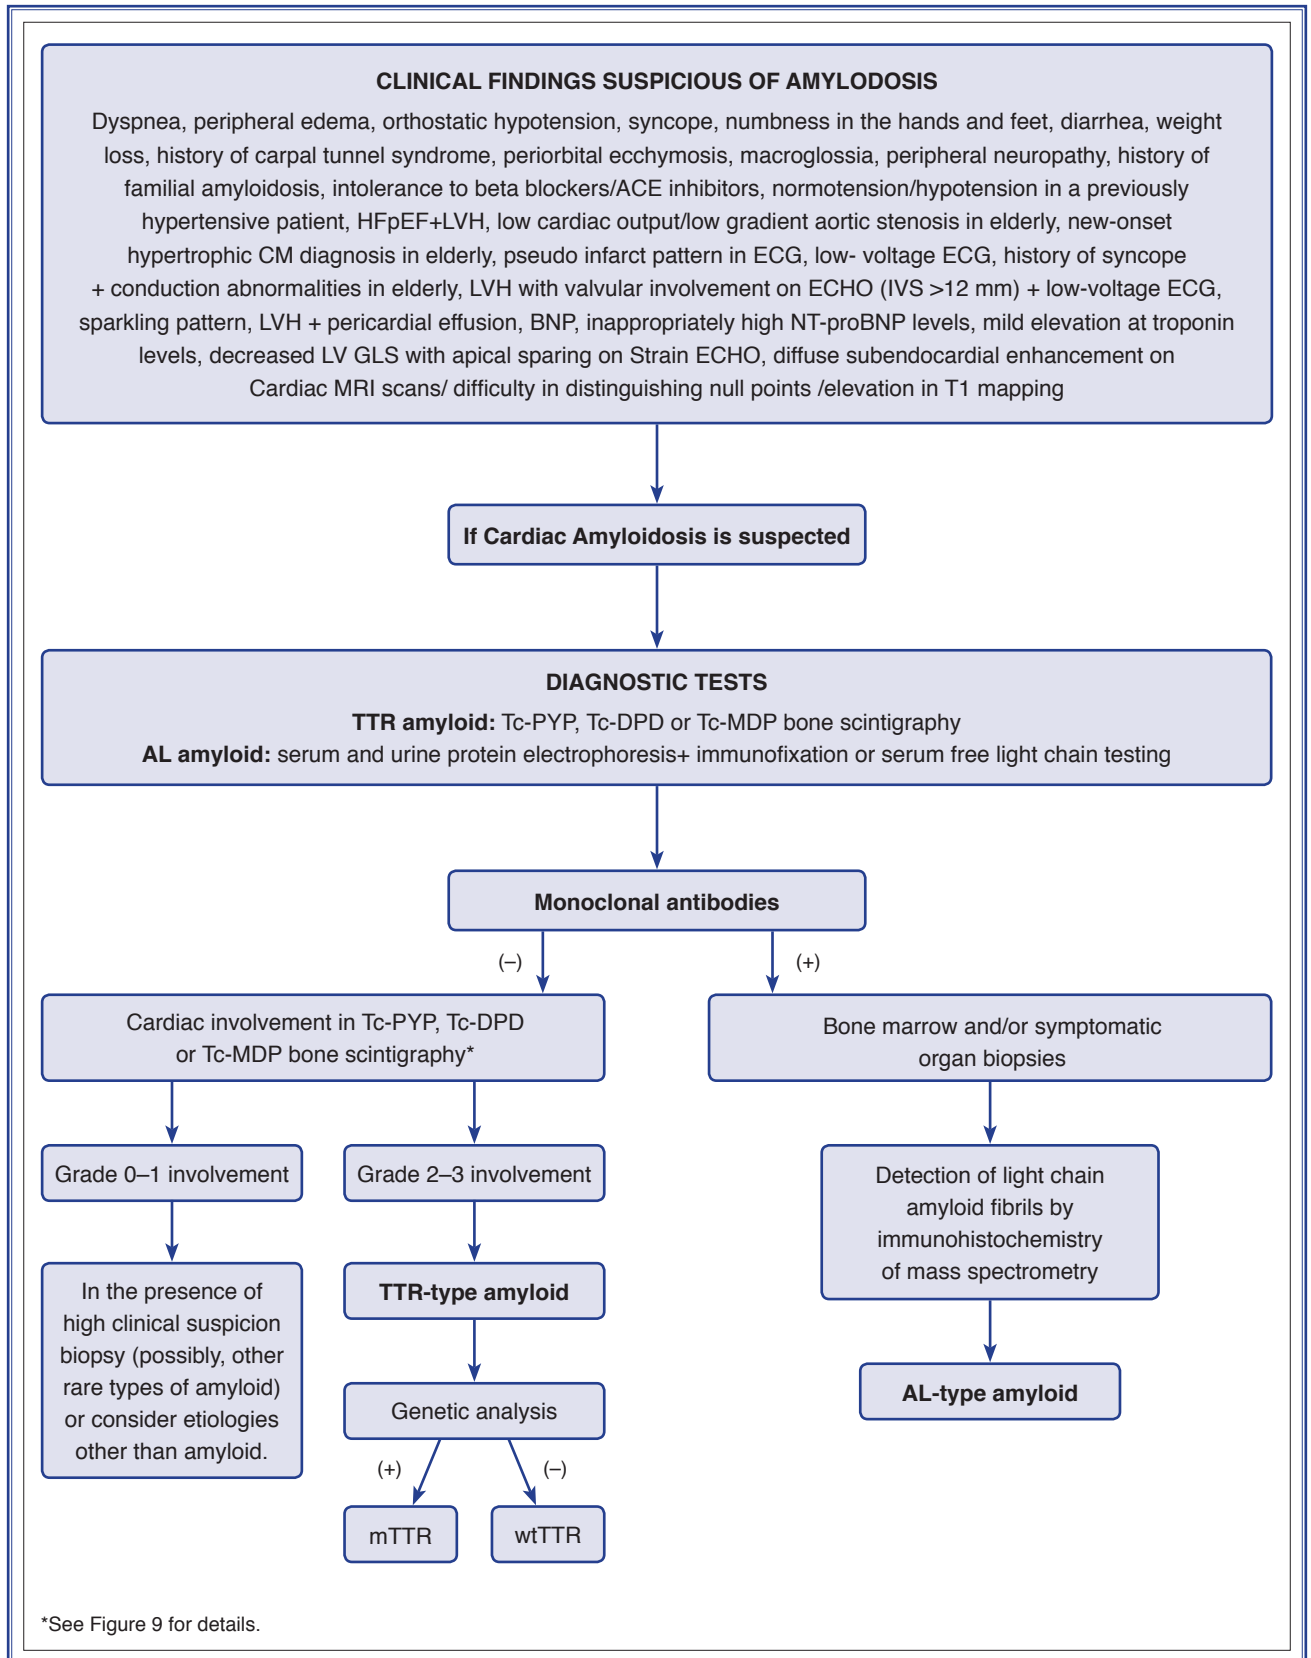 CLINICAL FINDINGS SUSPICIOUS OF AMYLODOSIS
Dyspnea, peripheral edema, orthostatic hypotension, syncope, numbness in the hands and feet, diarrhea, weight
loss, history of carpal tunnel syndrome, periorbital ecchymosis, macroglossia, peripheral neuropathy, history of
familial amyloidosis, intolerance to beta blockers/ACE inhibitors, normotension/hypotension in a previously
hypertensive patient, HFpEF+LVH, low cardiac output/low gradient aortic stenosis in elderly, new-onset
hypertrophic CM diagnosis in elderly, pseudo infarct pattern in ECG, low- voltage ECG, history of syncope
+ conduction abnormalities in elderly, LVH with valvular involvement on ECHO (IVS >12 mm) + low-voltage ECG,
sparkling pattern, LVH + pericardial effusion, BNP, inappropriately high NT-proBNP levels, mild elevation at troponin
levels, decreased LV GLS with apical sparing on Strain ECHO, diffuse subendocardial enhancement on
Cardiac MRI scans/ difficulty in distinguishing null points /elevation in T1 mapping
If Cardiac Amyloidosis is suspected
DIAGNOSTIC TESTS
TTR amyloid: Tc-PYP, Tc-DPD or Tc-MDP bone scintigraphy
AL amyloid: serum and urine protein electrophoresis+ immunofixation or serum free light chain testing
Monoclonal antibodies
(–)
(+)
Cardiac involvement in Tc-PYP, Tc-DPD
or Tc-MDP bone scintigraphy*
Bone marrow and/or symptomatic
organ biopsies
Grade 0–1 involvement
Grade 2–3 involvement
Detection of light chain
amyloid fibrils by
immunohistochemistry
of mass spectrometry
In the presence of
high clinical suspicion
biopsy (possibly, other
rare types of amyloid)
or consider etiologies
other than amyloid.
TTR-type amyloid
AL-type amyloid
Genetic analysis
(+)
(–)
mTTR
wtTTR
*See Figure 9 for details.